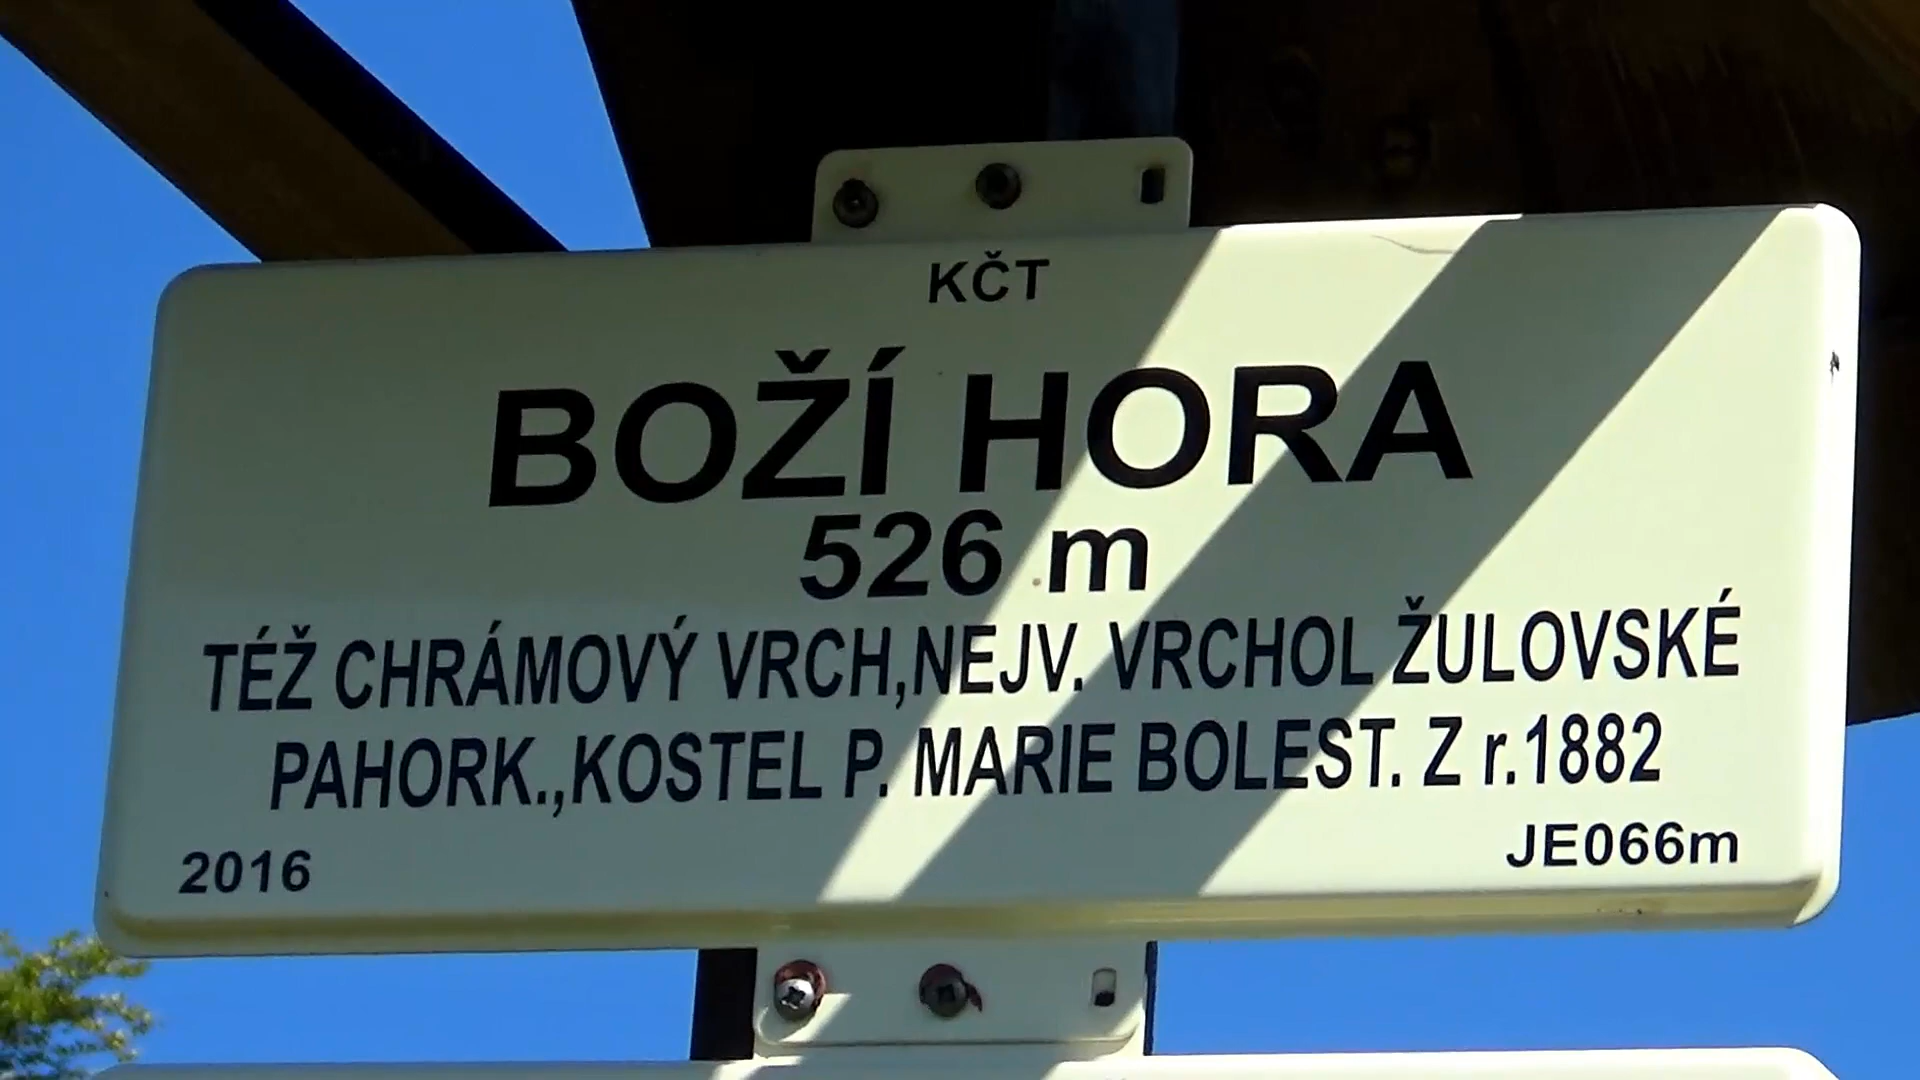 KČT
BOŽÍ HORA
526 m
TÉŽ CHRÁMOVÝ VRCH,NEJV. VRCHOL ŽULOVSKÉ
PAHORK.,KOSTEL P. MARIE BOLEST. Z r.1882
2016 JE066m